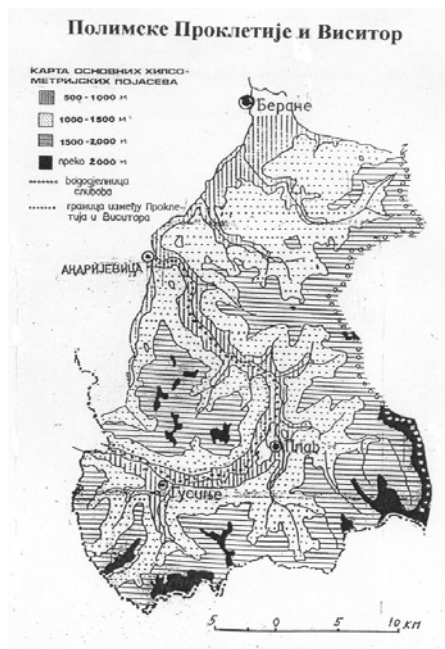 Полимске Проклетије и Виситор
КАРТА ОСНОВНИХ ХИПСО-
МЕТРИЈСКИХ ПОЈАСЕВА
500-1000 м
1000-1500 м
1500-2000 м
преко 2000 м
вододјелница
сливова
граница између Прокле-
тија и Виситора
Беране
АНДРИЈЕВИЦА
Плав
Гусиње
5 0 5 10 КМ